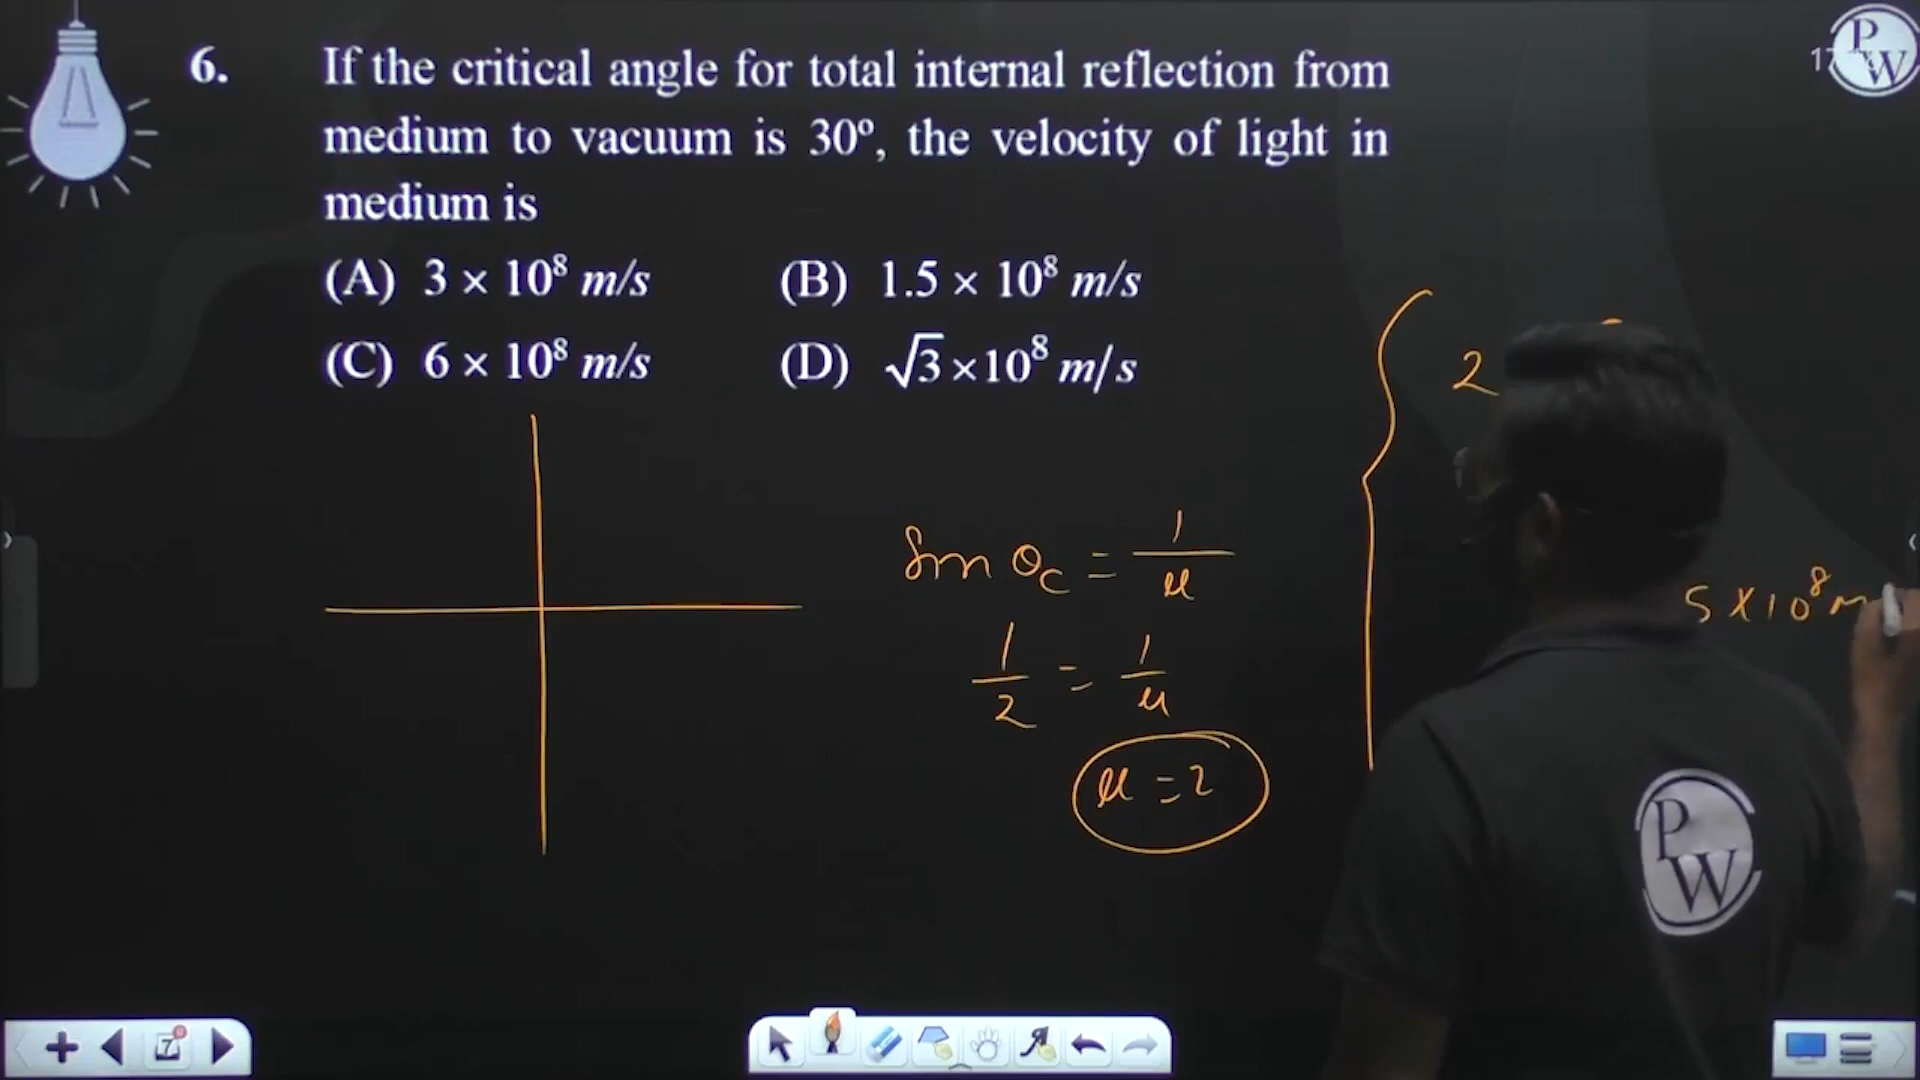 6. If the critical angle for total internal reflection from
medium to vacuum is 30º, the velocity of light in
medium is
(A) 3 × 10⁸ m/s (B) 1.5 × 10⁸ m/s
(C) 6 × 10⁸ m/s (D) √3×10⁸ m/s
PW
2
Sin θc = 1/μ
5 × 10⁸ m
1/2 = 1/μ
μ = 2
PW
7